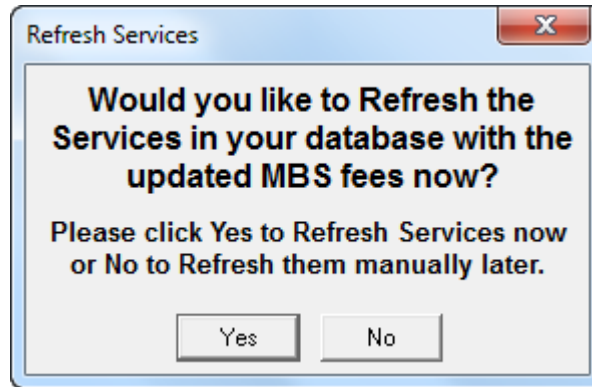 Refresh Services
Would you like to Refresh the
Services in your database with the
updated MBS fees now?
Please click Yes to Refresh Services now
or No to Refresh them manually later.
Yes No